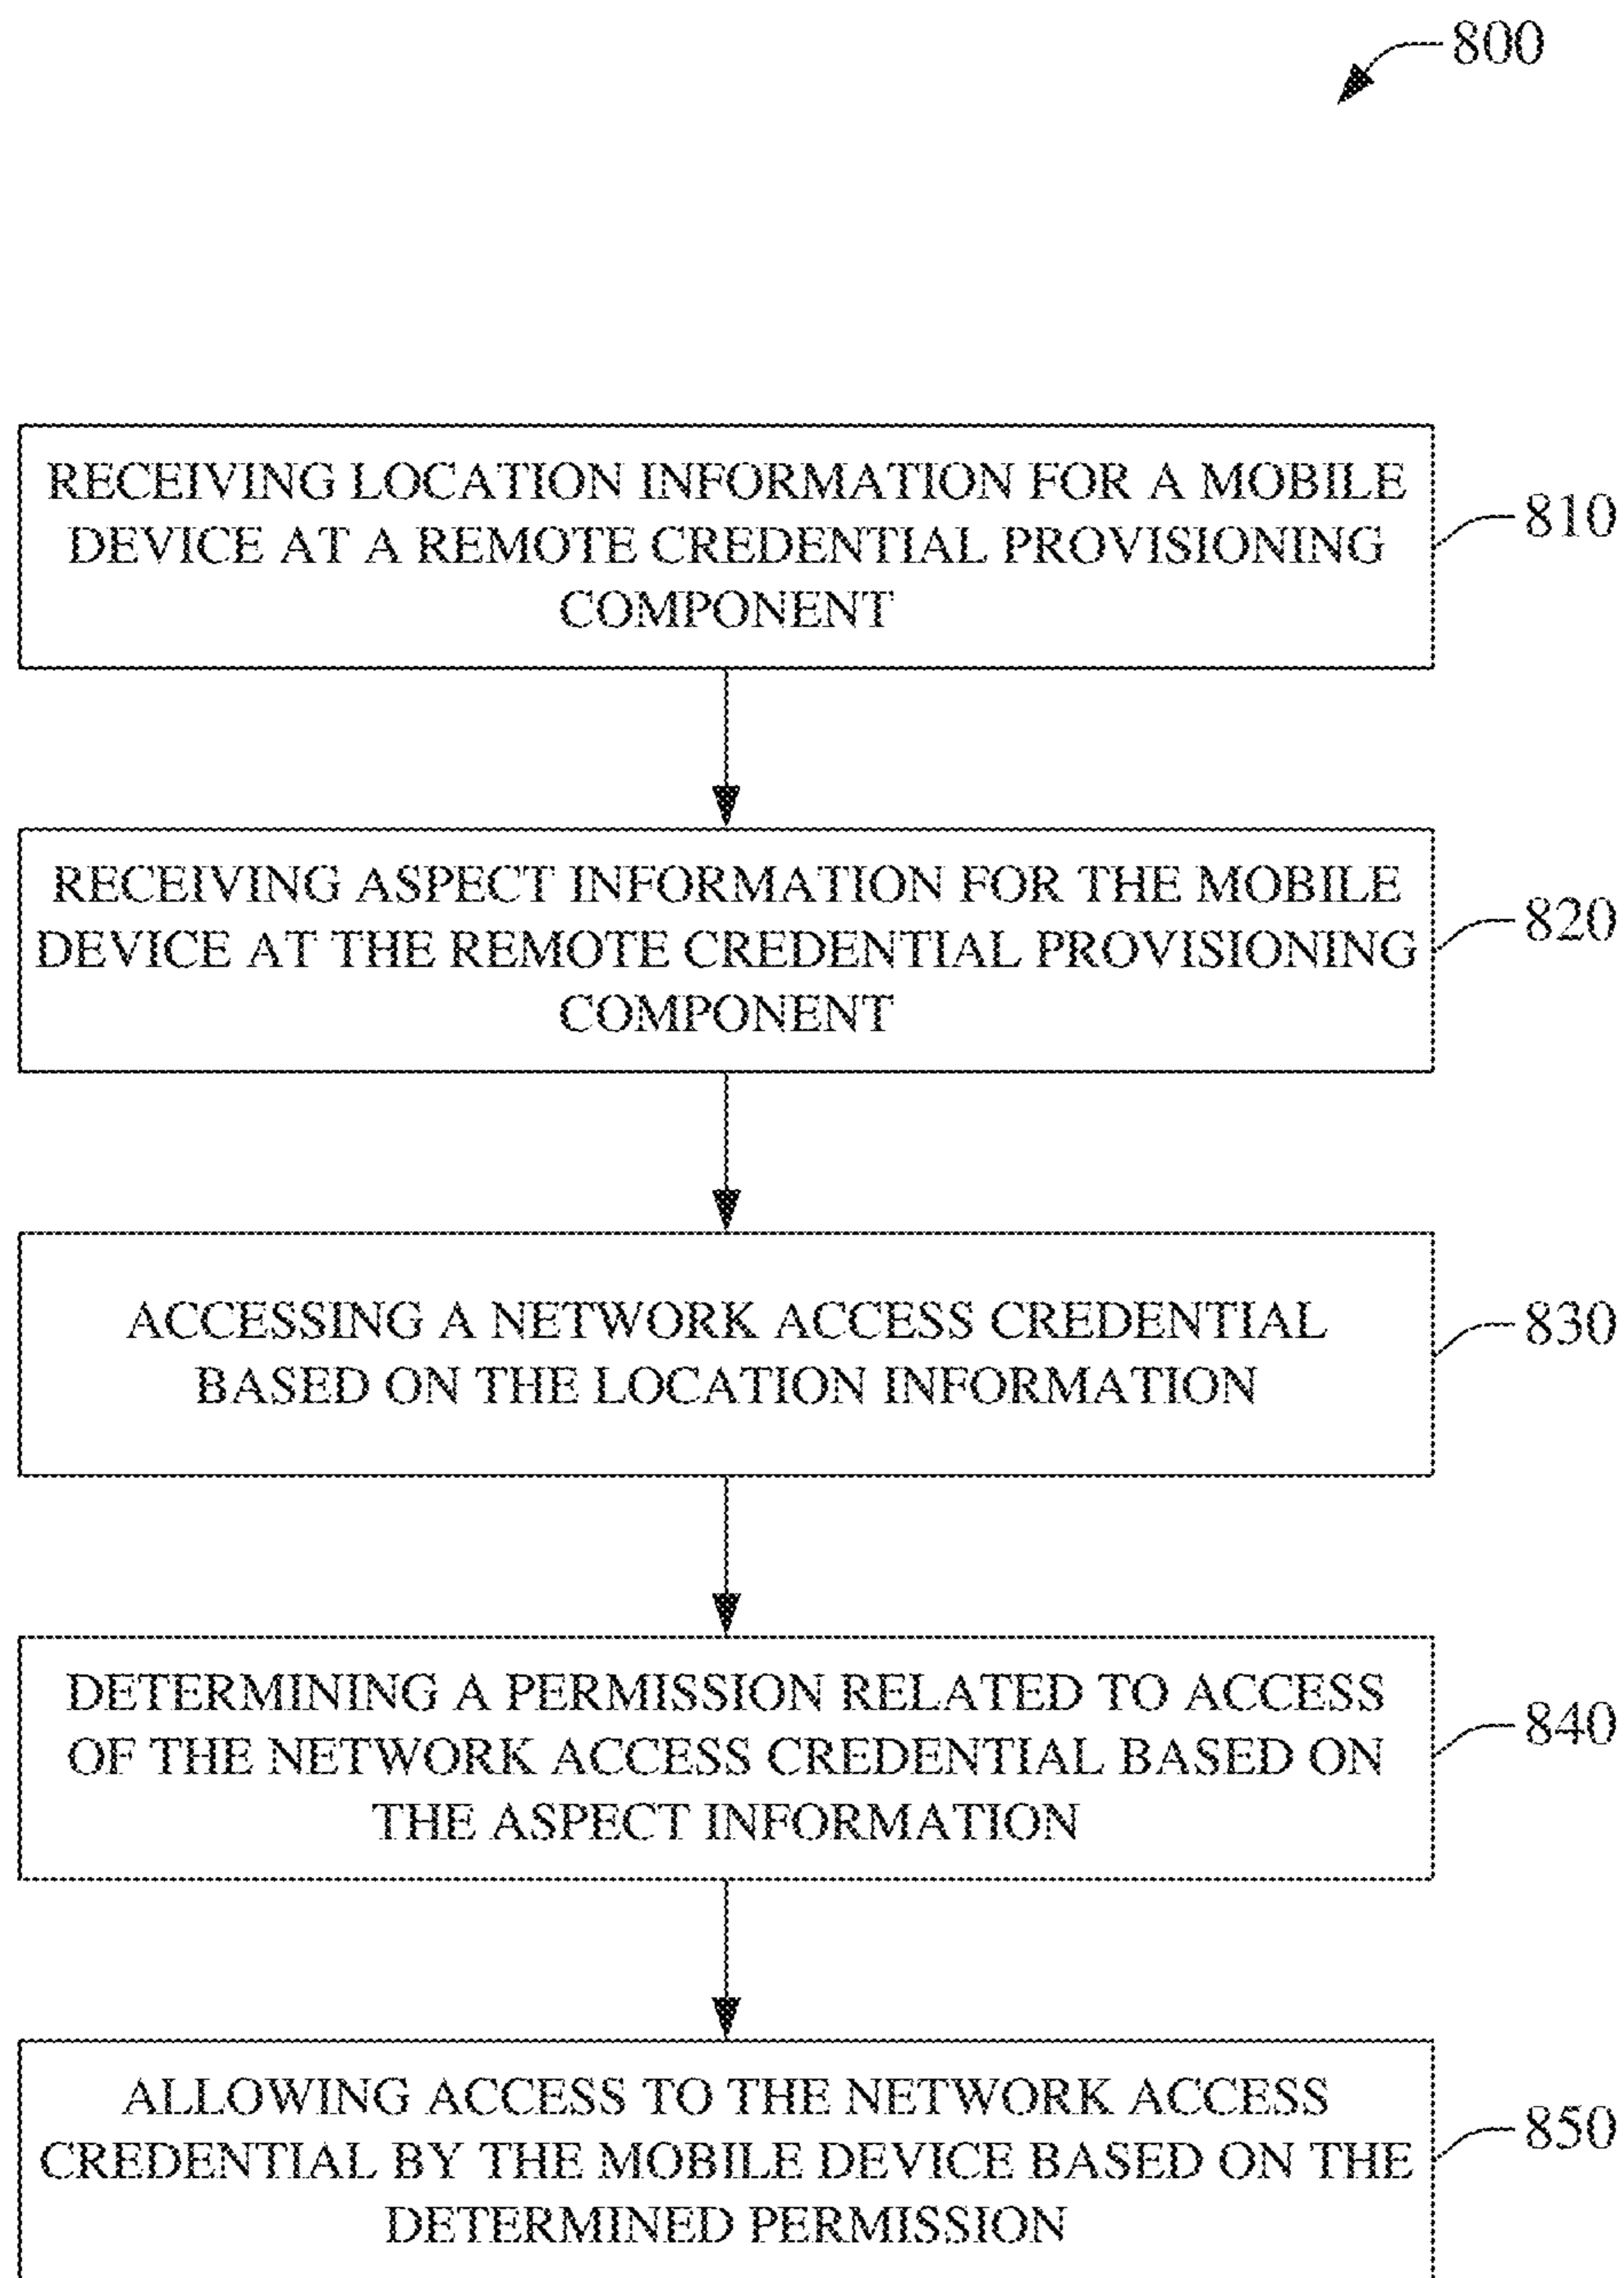 800
RECEIVING LOCATION INFORMATION FOR A MOBILE
DEVICE AT A REMOTE CREDENTIAL PROVISIONING
COMPONENT
810
RECEIVING ASPECT INFORMATION FOR THE MOBILE
DEVICE AT THE REMOTE CREDENTIAL PROVISIONING
COMPONENT
820
ACCESSING A NETWORK ACCESS CREDENTIAL
BASED ON THE LOCATION INFORMATION
830
DETERMINING A PERMISSION RELATED TO ACCESS
OF THE NETWORK ACCESS CREDENTIAL BASED ON
THE ASPECT INFORMATION
840
ALLOWING ACCESS TO THE NETWORK ACCESS
CREDENTIAL BY THE MOBILE DEVICE BASED ON THE
DETERMINED PERMISSION
850